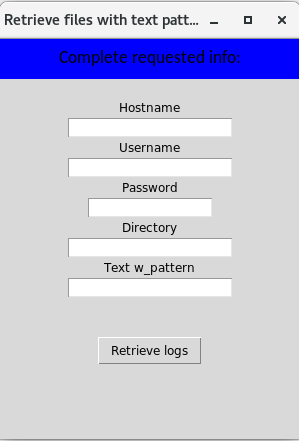 Retrieve files with text patt...
Complete requested info:
Hostname
Username
Password
Directory
Text w_pattern
Retrieve logs